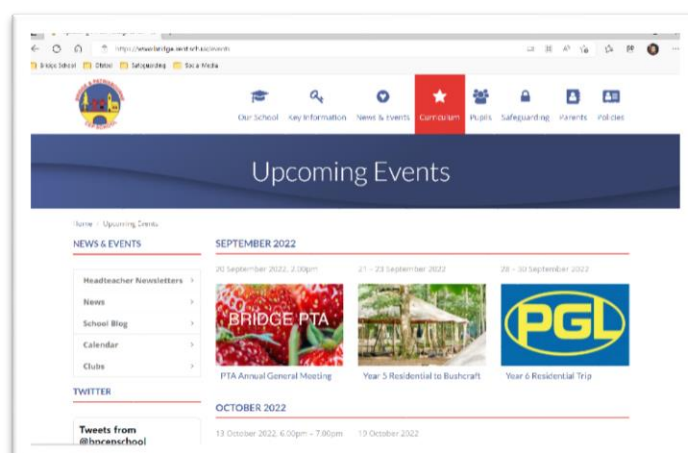 Bridge School Safeguarding Social Media
Our School Key Information News & Events Curriculum Pupils Safeguarding Parents Policies
Upcoming Events
Home / Upcoming Events
NEWS & EVENTS
Headteacher Newsletters
News
School Blog
Calendar
Clubs
TWITTER
Tweets from
@bpcepschool
SEPTEMBER 2022
20 September 2022, 2.00pm
BRIDGE PTA
PTA Annual General Meeting
21 - 23 September 2022
Year 5 Residential to Bushcraft
28 - 30 September 2022
PGL
Year 6 Residential Trip
OCTOBER 2022
13 October 2022, 6.00pm - 7.00pm 19 October 2022